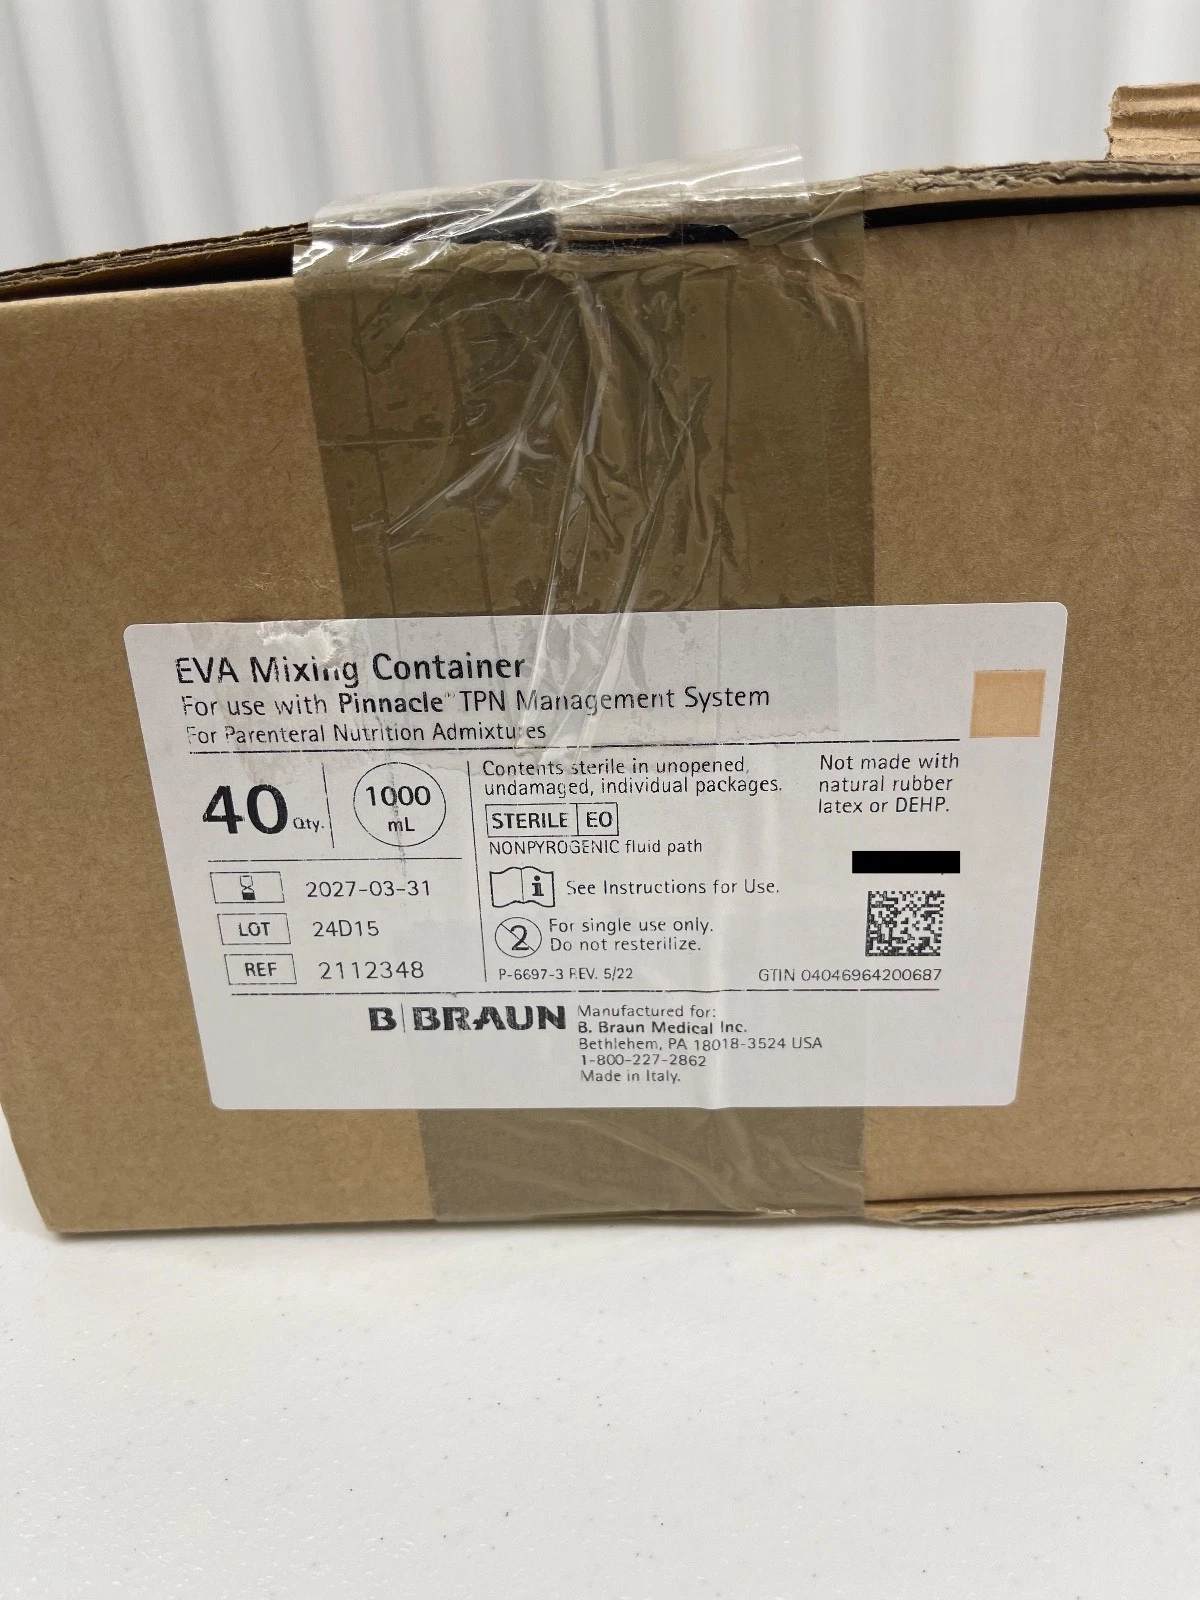 EVA Mixing Container
For use with Pinnacle™ TPN Management System
For Parenteral Nutrition Admixtures
40 Qty.
1000
mL
2027-03-31
LOT 24D15
REF 2112348
Contents sterile in unopened,
undamaged, individual packages.
STERILE EO
NONPYROGENIC fluid path
i See Instructions for Use.
2 For single use only.
Do not resterilize.
P-6697-3 REV. 5/22
Not made with
natural rubber
latex or DEHP.
GTIN 04046964200687
B|BRAUN
Manufactured for:
B. Braun Medical Inc.
Bethlehem, PA 18018-3524 USA
1-800-227-2862
Made in Italy.